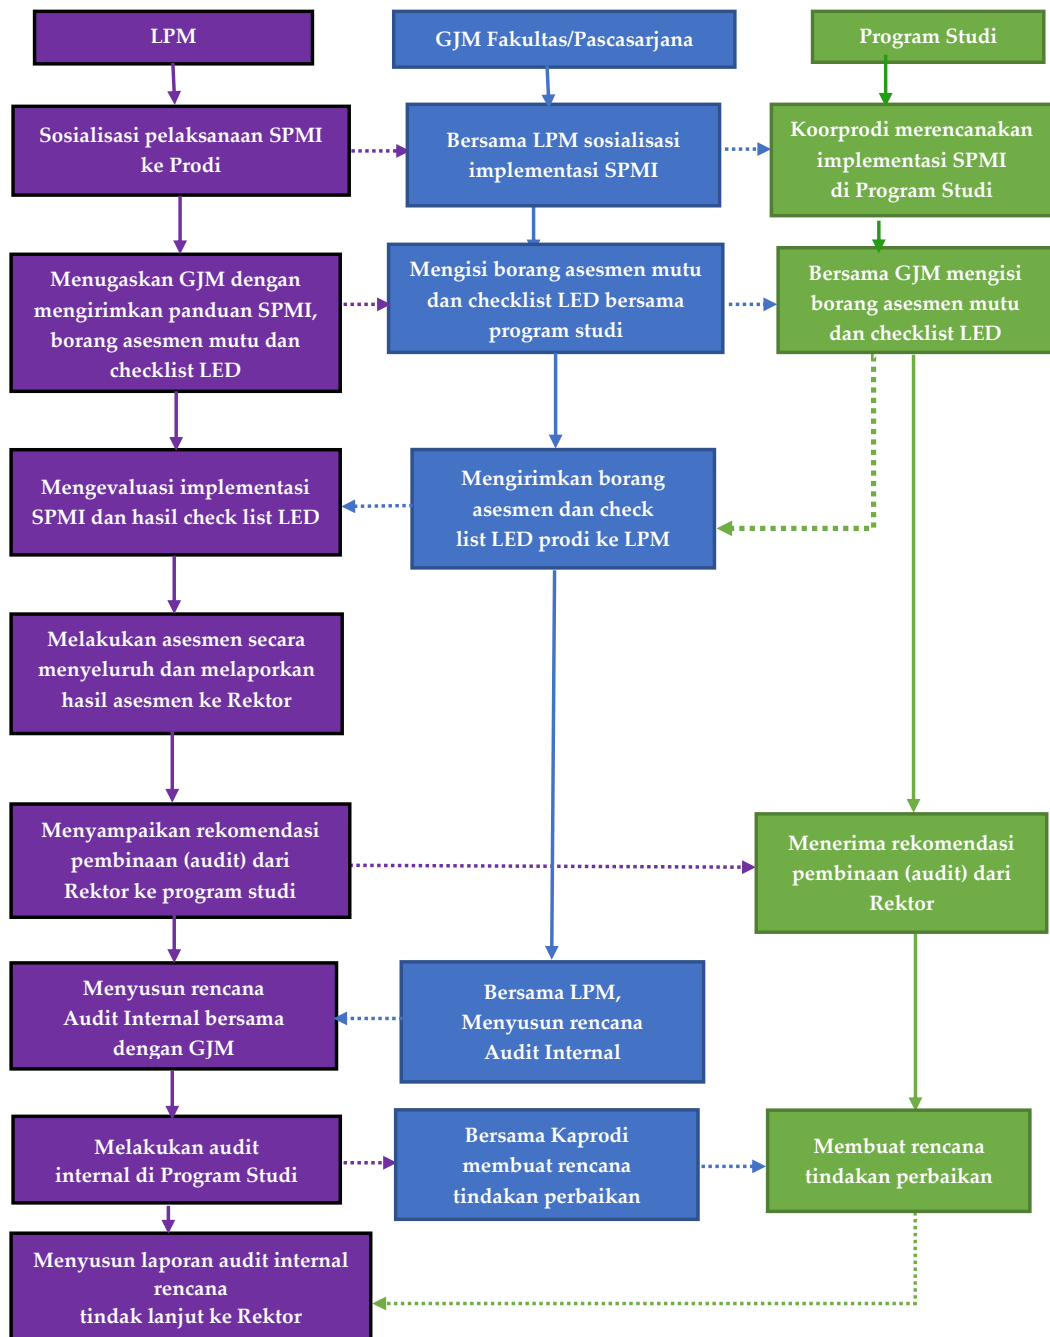 LPM
GJM Fakultas/Pascasarjana
Program Studi
Sosialisasi pelaksanaan SPMI
ke Prodi
Bersama LPM sosialisasi
implementasi SPMI
Koorprodi merencanakan
implementasi SPMI
di Program Studi
Menugaskan GJM dengan
mengirimkan panduan SPMI,
borang asesmen mutu dan
checklist LED
Mengisi borang asesmen mutu
dan checklist LED bersama
program studi
Bersama GJM mengisi
borang asesmen mutu
dan checklist LED
Mengevaluasi implementasi
SPMI dan hasil check list LED
Mengirimkan borang
asesmen dan check
list LED prodi ke LPM
Melakukan asesmen secara
menyeluruh dan melaporkan
hasil asesmen ke Rektor
Menyampaikan rekomendasi
pembinaan (audit) dari
Rektor ke program studi
Menerima rekomendasi
pembinaan (audit) dari
Rektor
Menyusun rencana
Audit Internal bersama
dengan GJM
Bersama LPM,
Menyusun rencana
Audit Internal
Melakukan audit
internal di Program Studi
Bersama Kaprodi
membuat rencana
tindakan perbaikan
Membuat rencana
tindakan perbaikan
Menyusun laporan audit internal
rencana
tindak lanjut ke Rektor